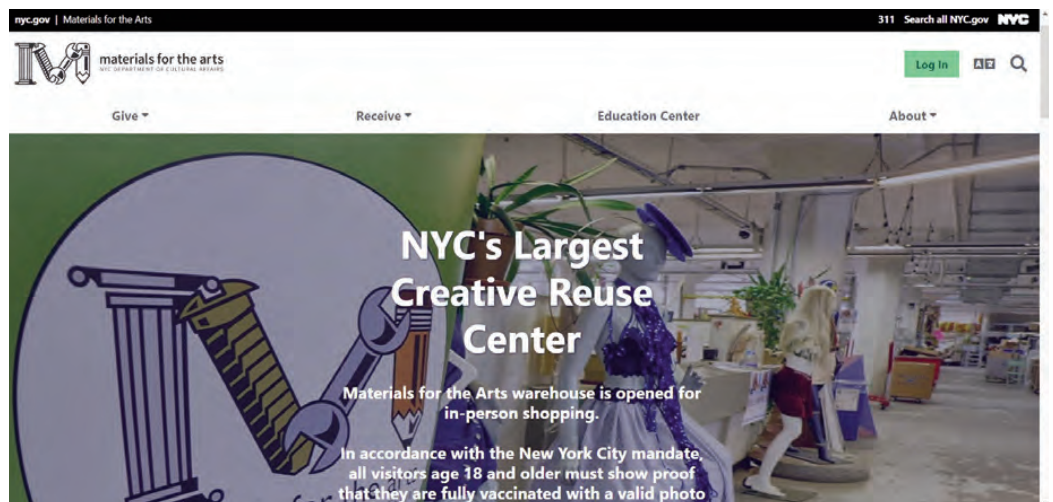 nyc.gov | Materials for the Arts
311 Search all NYC.gov NYC
materials for the arts
NYC DEPARTMENT OF CULTURAL AFFAIRS
Log In
Give
Receive
Education Center
About
NYC's Largest
Creative Reuse
Center
Materials for the Arts warehouse is opened for
in-person shopping.
In accordance with the New York City mandate,
all visitors age 18 and older must show proof
that they are fully vaccinated with a valid photo